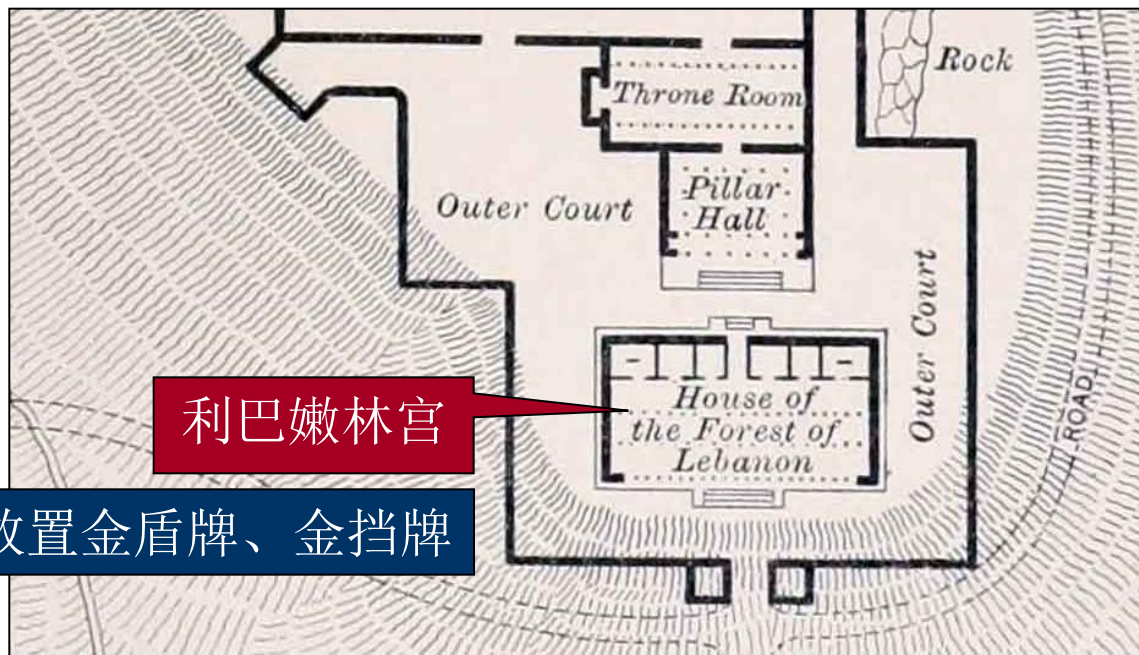 Rock
Throne Room
Pillar
Hall
Outer Court
Outer Court
利巴嫩林宫
House of
the Forest of
Lebanon
ROAD
放置金盾牌、金挡牌